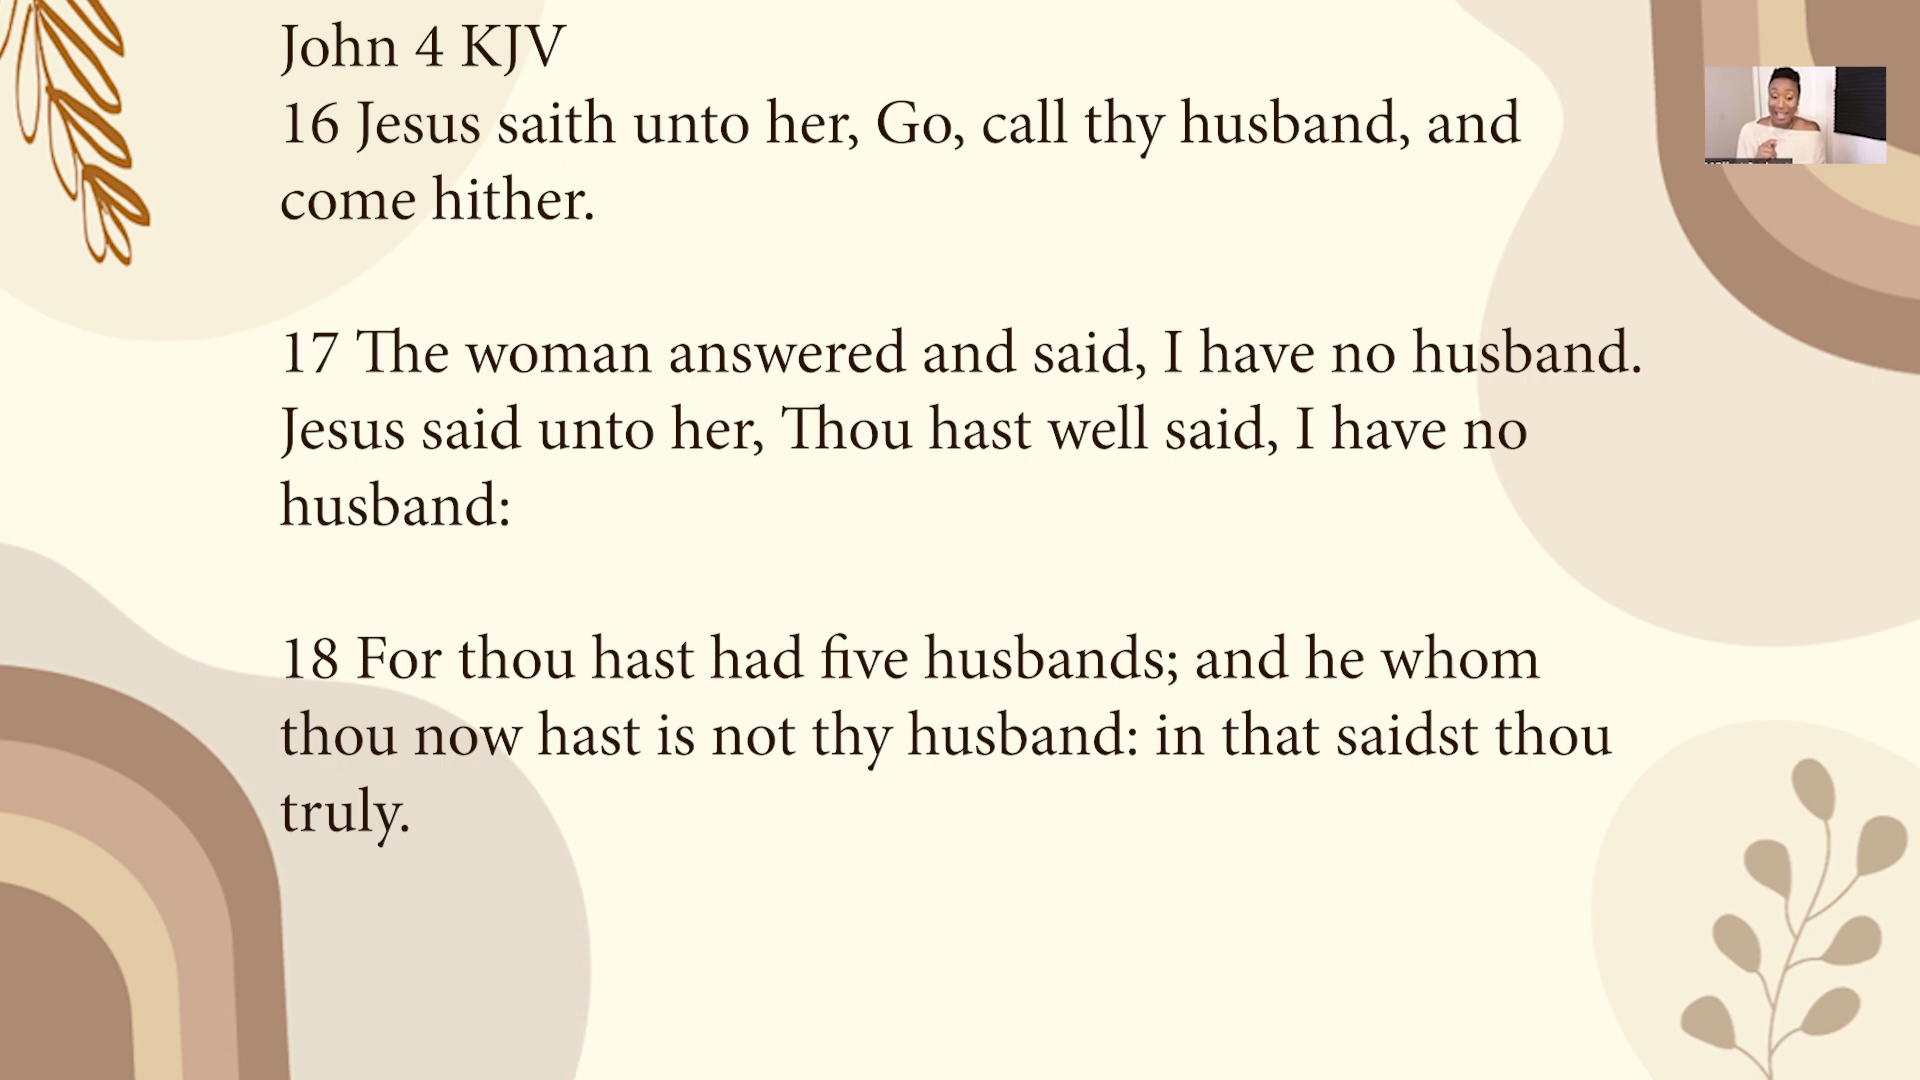 John 4 KJV
16 Jesus saith unto her, Go, call thy husband, and
come hither.
17 The woman answered and said, I have no husband.
Jesus said unto her, Thou hast well said, I have no
husband:
18 For thou hast had five husbands; and he whom
thou now hast is not thy husband: in that saidst thou
truly.